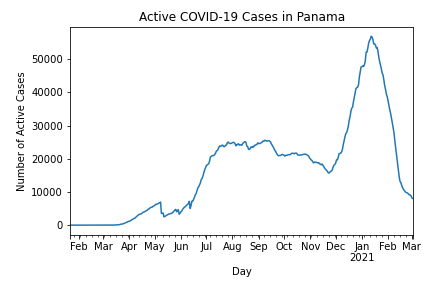 Active COVID-19 Cases in Panama
Number of Active Cases
50000
40000
30000
20000
10000
0
Feb Mar Apr May Jun Jul Aug Sep Oct Nov Dec Jan Feb Mar
2021
Day